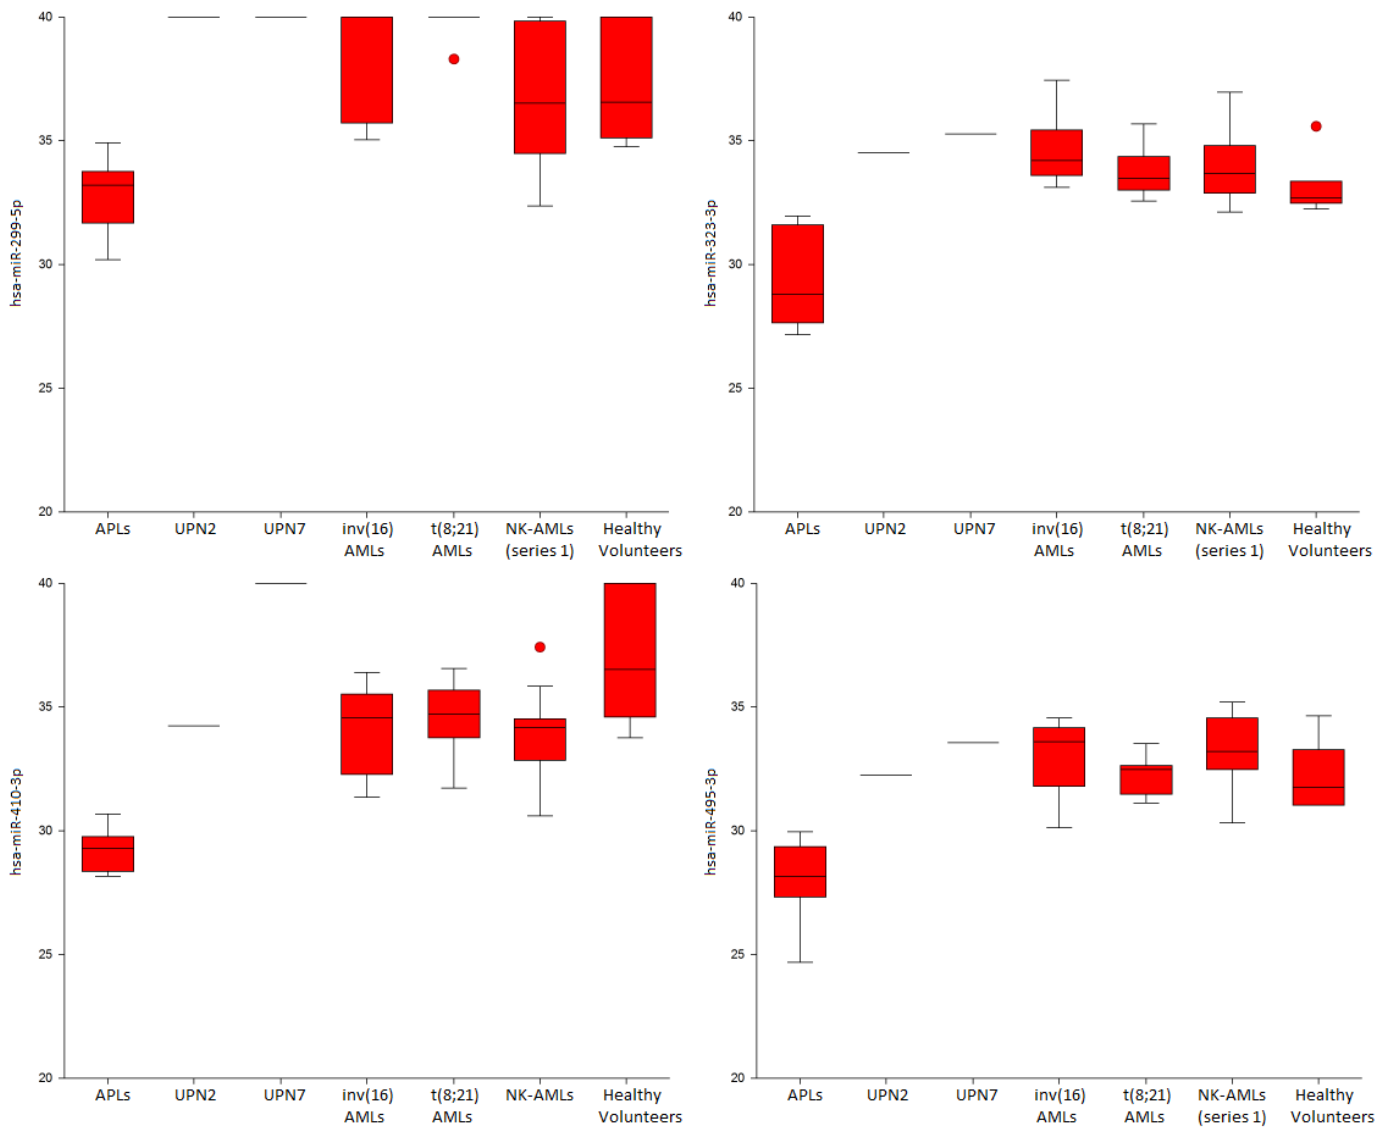 hsa-miR-299-5p
40
35
30
25
20
APLs UPN2 UPN7 inv(16) t(8;21) NK-AMLs Healthy
AMLs AMLs (series 1) Volunteers
hsa-miR-323-3p
40
35
30
25
20
APLs UPN2 UPN7 inv(16) t(8;21) NK-AMLs Healthy
AMLs AMLs (series 1) Volunteers
hsa-miR-410-3p
40
35
30
25
20
APLs UPN2 UPN7 inv(16) t(8;21) NK-AMLs Healthy
AMLs AMLs Volunteers
hsa-miR-495-3p
40
35
30
25
20
APLs UPN2 UPN7 inv(16) t(8;21) NK-AMLs Healthy
AMLs AMLs (series 1) Volunteers